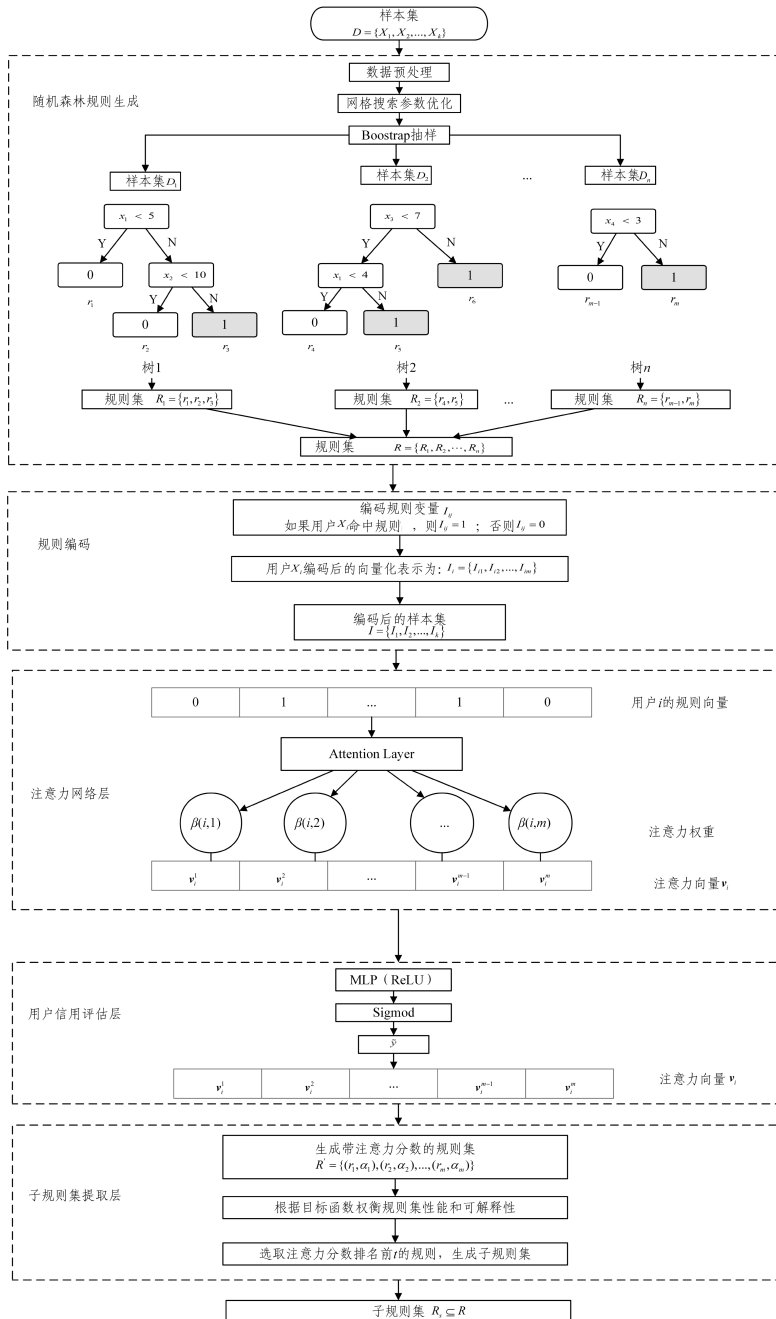 样本集
D={X₁,X₂,...,Xₖ}
随机森林规则生成
数据预处理
网格搜索参数优化
Boostrap抽样
样本集D₁
样本集D₂
...
样本集Dₙ
x₁ < 5
x₃ < 7
x₄ < 3
Y N
Y N
Y N
0
x₂ < 10
x₁ < 4
1
0
1
r₁
r₆
rₘ₋₁
rₘ
Y N
Y N
0
1
0
1
r₂
r₃
r₄
r₅
树1
树2
树n
规则集 R₁={r₁,r₂,r₃}
规则集 R₂={r₄,r₅}
...
规则集 Rₙ={rₘ₋₁,rₘ}
规则集 R={R₁,R₂,⋯,Rₙ}
规则编码
编码规则变量 Iᵢⱼ
如果用户Xᵢ命中规则 ，则Iᵢⱼ=1 ；否则Iᵢⱼ=0
用户Xᵢ编码后的向量化表示为：Iᵢ={Iᵢ₁,Iᵢ₂,...,Iᵢₘ}
编码后的样本集
I={I₁,I₂,...,Iₖ}
注意力网络层
0 1 ... 1 0
用户i的规则向量
Attention Layer
β(i,1) β(i,2) ... β(i,m)
注意力权重
vᵢ¹ vᵢ² ... vᵢᵐ⁻¹ vᵢᵐ
注意力向量vᵢ
用户信用评估层
MLP（ReLU）
Sigmod
vᵢ¹ vᵢ² ... vᵢᵐ⁻¹ vᵢᵐ
注意力向量 vᵢ
子规则集提取层
生成带注意力分数的规则集
R'={(r₁,α₁),(r₂,α₂),...,(rₘ,αₘ)}
根据目标函数权衡规则集性能和可解释性
选取注意力分数排名前t的规则，生成子规则集
子规则集 Rₛ⊆R